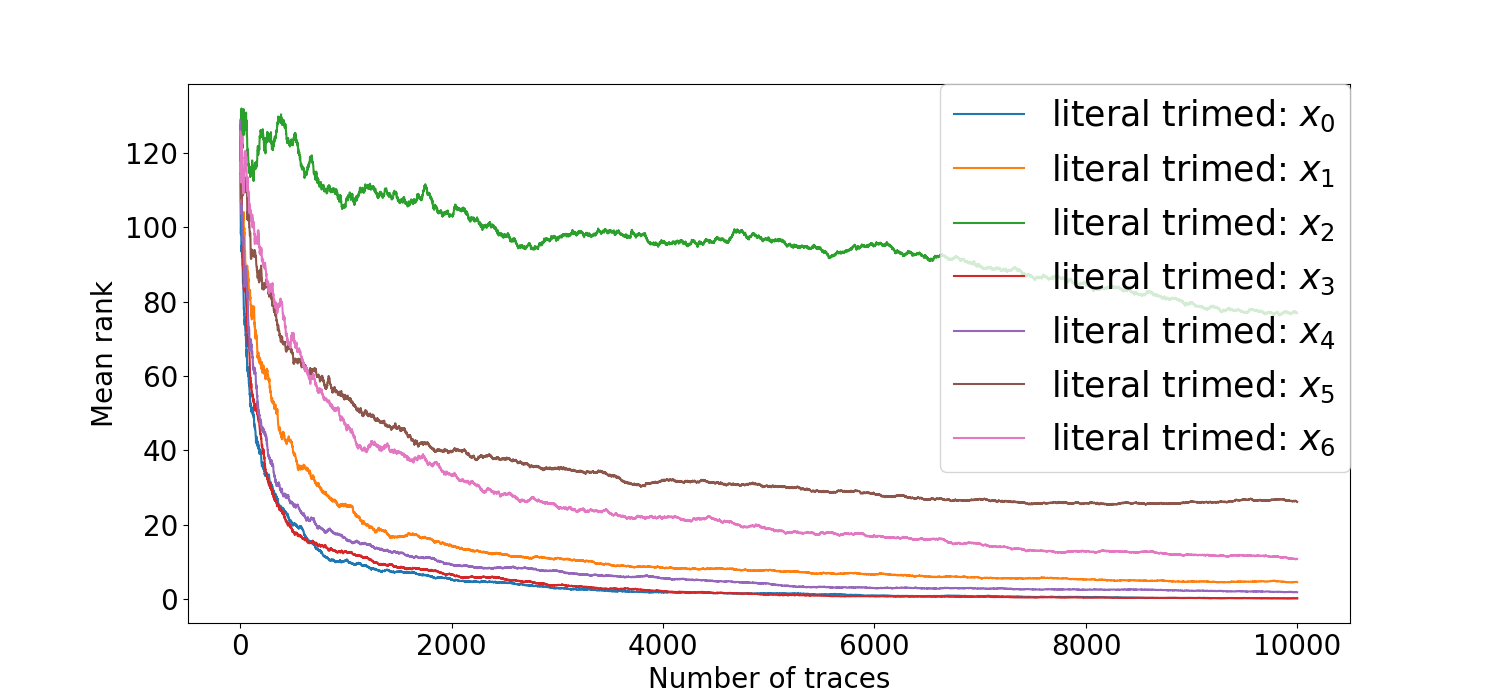 literal trimed: x₀
literal trimed: x₁
literal trimed: x₂
literal trimed: x₃
literal trimed: x₄
literal trimed: x₅
literal trimed: x₆
120
100
80
60
40
20
0
Mean rank
0 2000 4000 6000 8000 10000
Number of traces